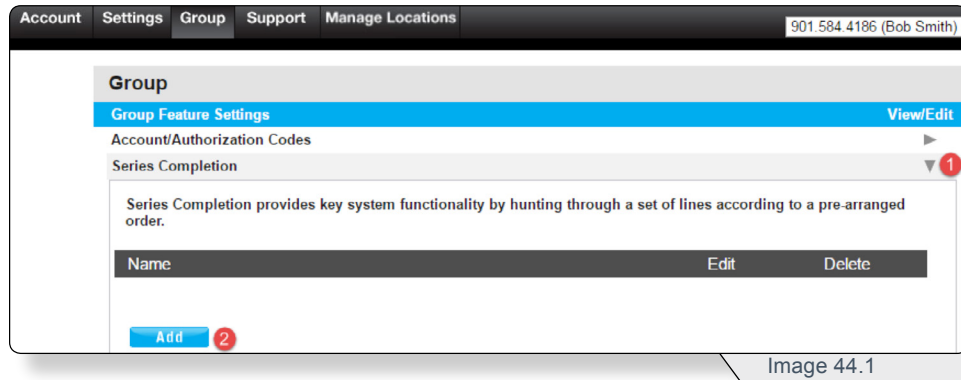 Account Settings Group Support Manage Locations
901.584.4186 (Bob Smith)
Group
Group Feature Settings View/Edit
Account/Authorization Codes
Series Completion 1
Series Completion provides key system functionality by hunting through a set of lines according to a pre-arranged
order.
Name Edit Delete
Add 2
Image 44.1